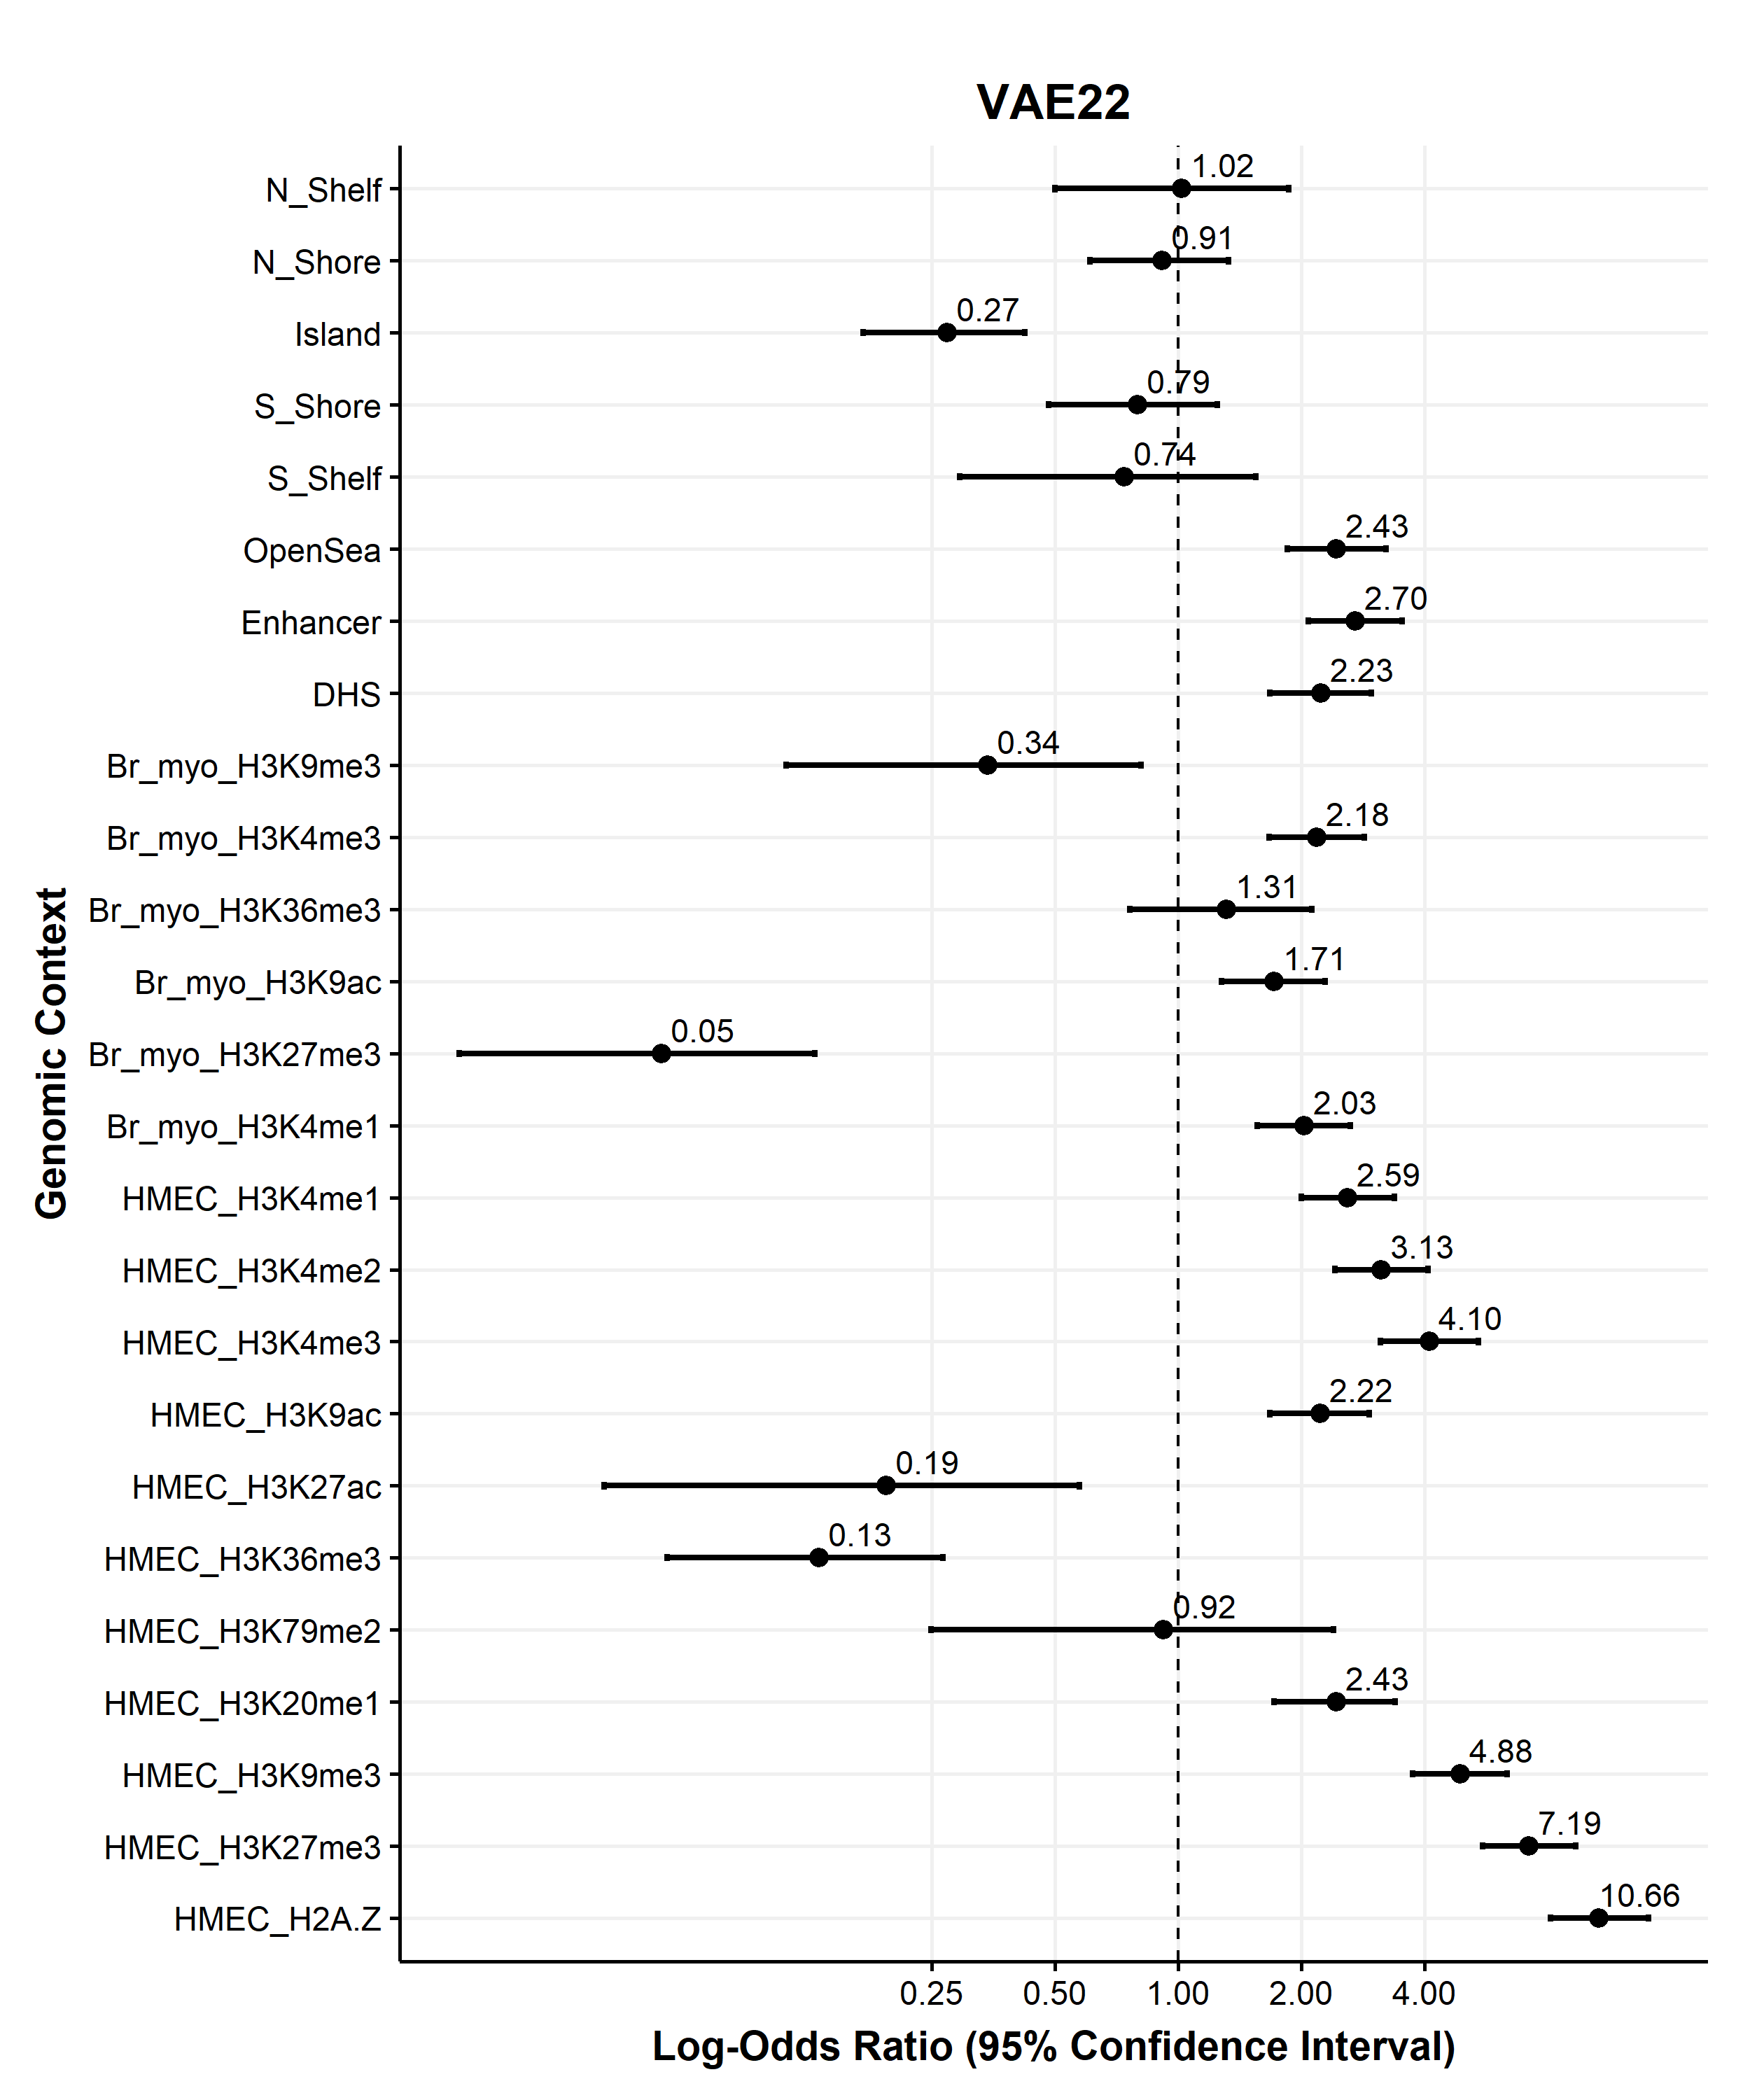 VAE22
N_Shelf 1.02
N_Shore 0.91
Island 0.27
S_Shore 0.79
S_Shelf 0.74
OpenSea 2.43
Enhancer 2.70
DHS 2.23
Br_myo_H3K9me3 0.34
Br_myo_H3K4me3 2.18
Br_myo_H3K36me3 1.31
Br_myo_H3K9ac 1.71
Br_myo_H3K27me3 0.05
Br_myo_H3K4me1 2.03
HMEC_H3K4me1 2.59
HMEC_H3K4me2 3.13
HMEC_H3K4me3 4.10
HMEC_H3K9ac 2.22
HMEC_H3K27ac 0.19
HMEC_H3K36me3 0.13
HMEC_H3K79me2 0.92
HMEC_H3K20me1 2.43
HMEC_H3K9me3 4.88
HMEC_H3K27me3 7.19
HMEC_H2A.Z 10.66
Genomic Context
0.25 0.50 1.00 2.00 4.00
Log-Odds Ratio (95% Confidence Interval)